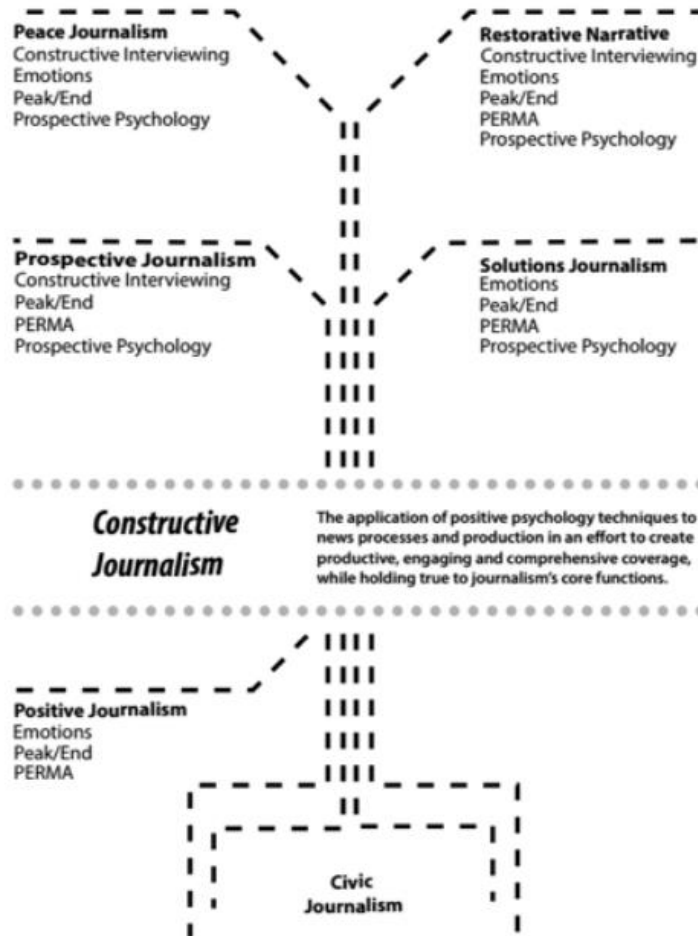 Peace Journalism
Constructive Interviewing
Emotions
Peak/End
Prospective Psychology
Restorative Narrative
Constructive Interviewing
Emotions
Peak/End
PERMA
Prospective Psychology
Prospective Journalism
Constructive Interviewing
Peak/End
PERMA
Prospective Psychology
Solutions Journalism
Emotions
Peak/End
PERMA
Prospective Psychology
Constructive
Journalism
The application of positive psychology techniques to
news processes and production in an effort to create
productive, engaging and comprehensive coverage,
while holding true to journalism's core functions.
Positive Journalism
Emotions
Peak/End
PERMA
Civic
Journalism